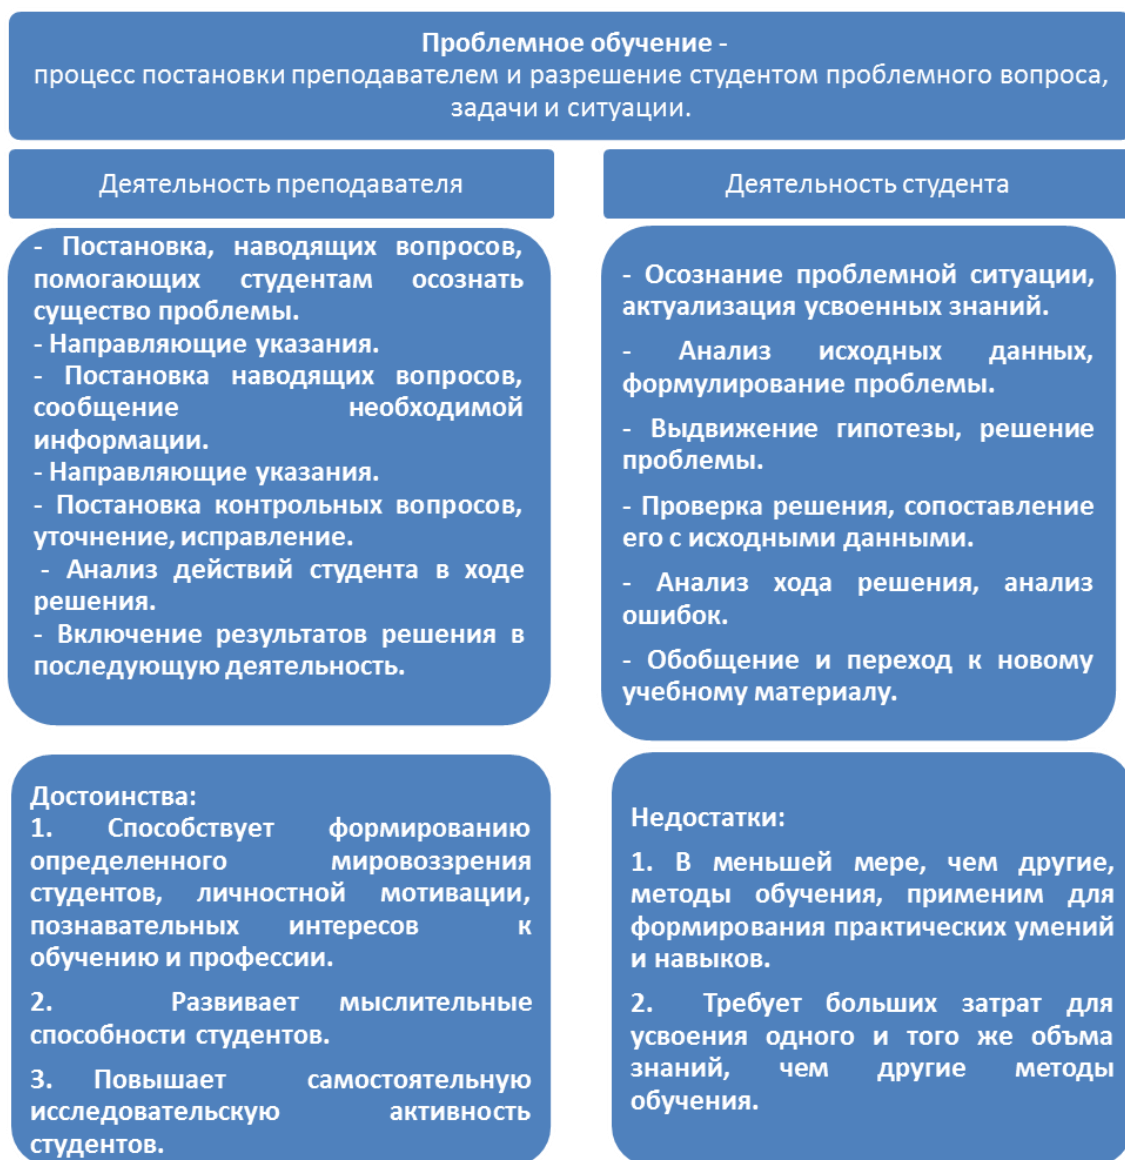 Проблемное обучение -
процесс постановки преподавателем и разрешение студентом проблемного вопроса,
задачи и ситуации.
Деятельность преподавателя
- Постановка, наводящих вопросов,
помогающих студентам осознать
существо проблемы.
- Направляющие указания.
- Постановка наводящих вопросов,
сообщение необходимой
информации.
- Направляющие указания.
- Постановка контрольных вопросов,
уточнение, исправление.
- Анализ действий студента в ходе
решения.
- Включение результатов решения в
последующую деятельность.
Деятельность студента
- Осознание проблемной ситуации,
актуализация усвоенных знаний.
- Анализ исходных данных,
формулирование проблемы.
- Выдвижение гипотезы, решение
проблемы.
- Проверка решения, сопоставление
его с исходными данными.
- Анализ хода решения, анализ
ошибок.
- Обобщение и переход к новому
учебному материалу.
Достоинства:
1. Способствует формированию
определенного мировоззрения
студентов, личностной мотивации,
познавательных интересов к
обучению и профессии.
2. Развивает мыслительные
способности студентов.
3. Повышает самостоятельную
исследовательскую активность
студентов.
Недостатки:
1. В меньшей мере, чем другие,
методы обучения, применим для
формирования практических умений
и навыков.
2. Требует больших затрат для
усвоения одного и того же объма
знаний, чем другие методы
обучения.